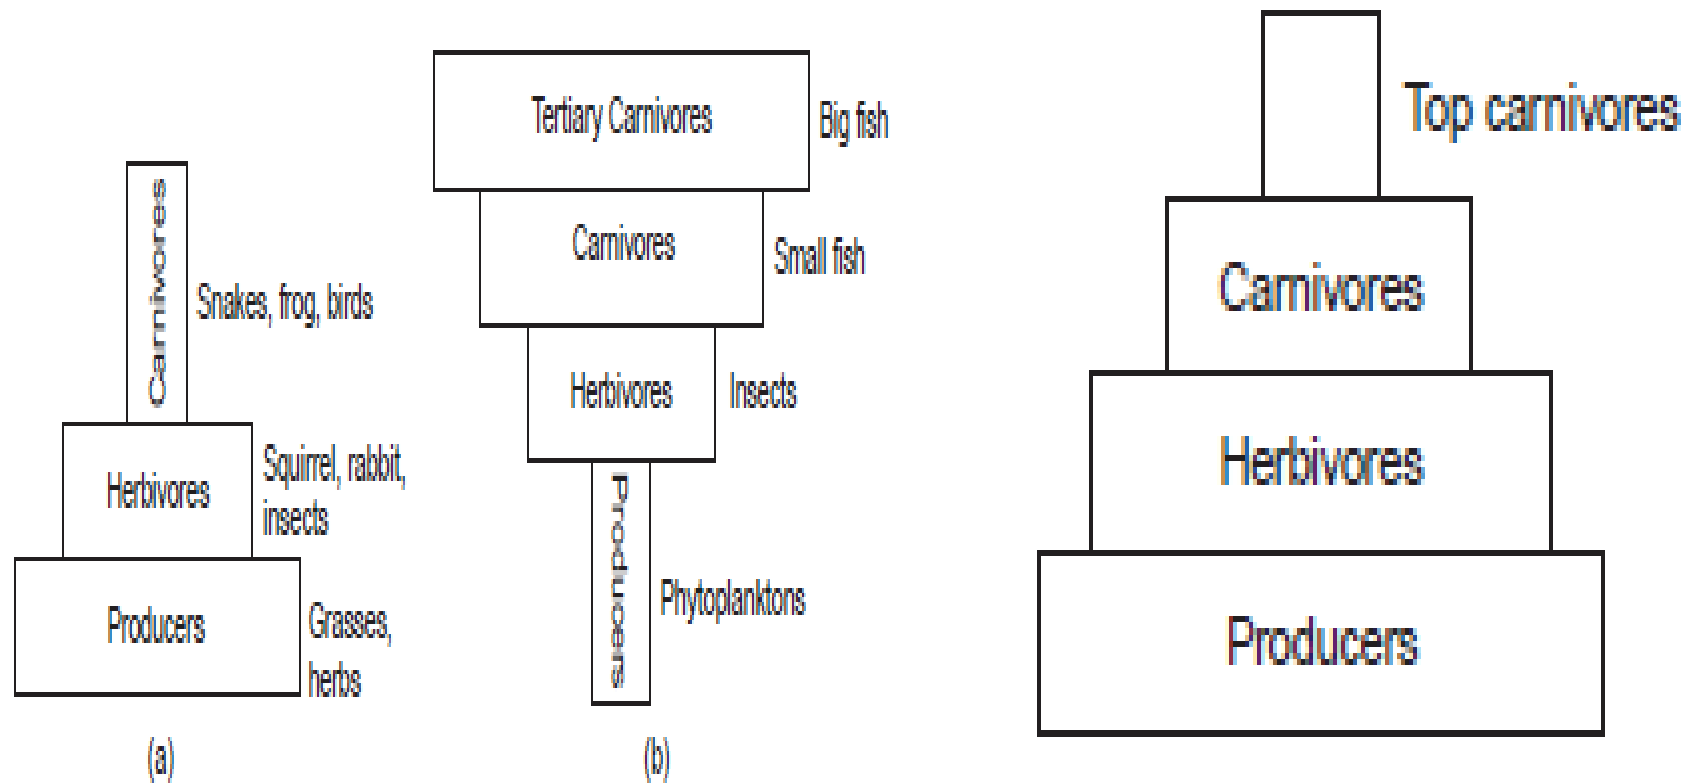 Carnivores
Snakes, frog, birds
Herbivores
Squirrel, rabbit,
insects
Producers
Grasses,
herbs
(a)
Tertiary Carnivores
Big fish
Carnivores
Small fish
Herbivores
Insects
Producers
Phytoplanktons
(b)
Top carnivores
Carnivores
Herbivores
Producers